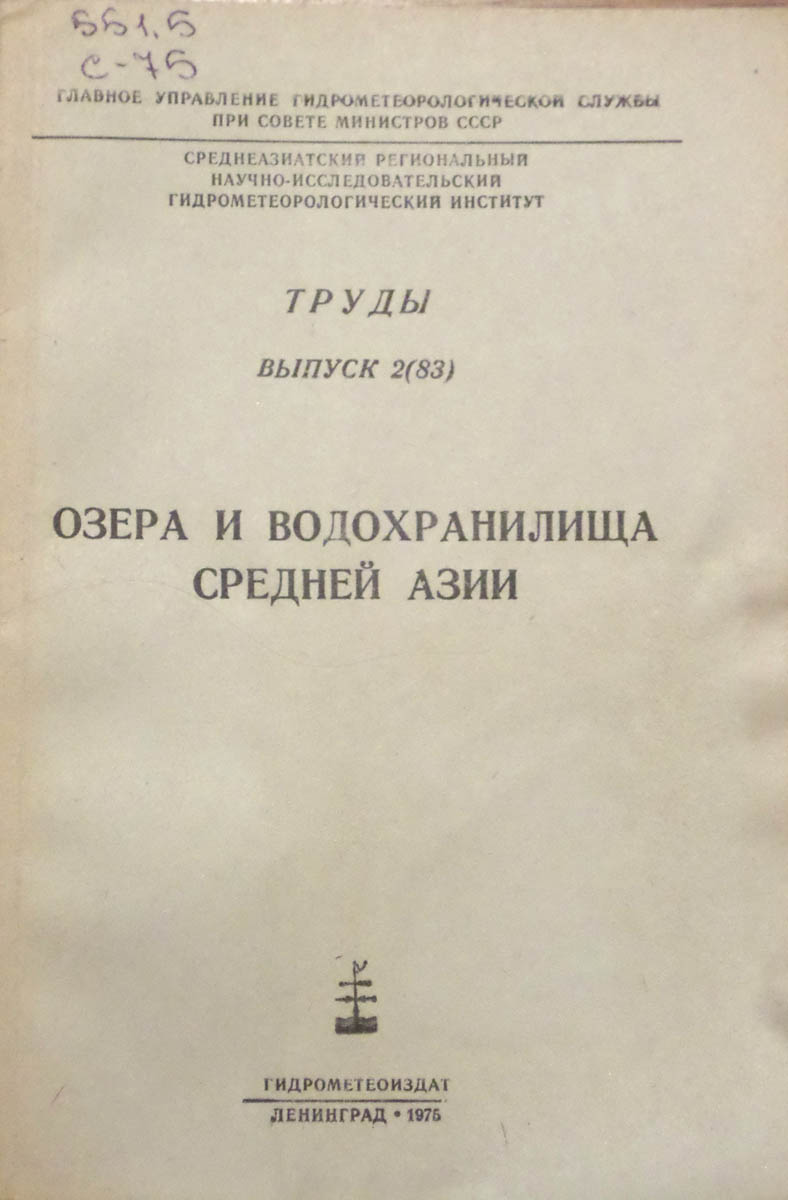 551.5
С-75
ГЛАВНОЕ УПРАВЛЕНИЕ ГИДРОМЕТЕОРОЛОГИЧЕСКОЙ СЛУЖБЫ
ПРИ СОВЕТЕ МИНИСТРОВ СССР
СРЕДНЕАЗИАТСКИЙ РЕГИОНАЛЬНЫЙ
НАУЧНО-ИССЛЕДОВАТЕЛЬСКИЙ
ГИДРОМЕТЕОРОЛОГИЧЕСКИЙ ИНСТИТУТ
ТРУДЫ
ВЫПУСК 2(83)
ОЗЕРА И ВОДОХРАНИЛИЩА
СРЕДНЕЙ АЗИИ
ГИДРОМЕТЕОИЗДАТ
ЛЕНИНГРАД • 1975